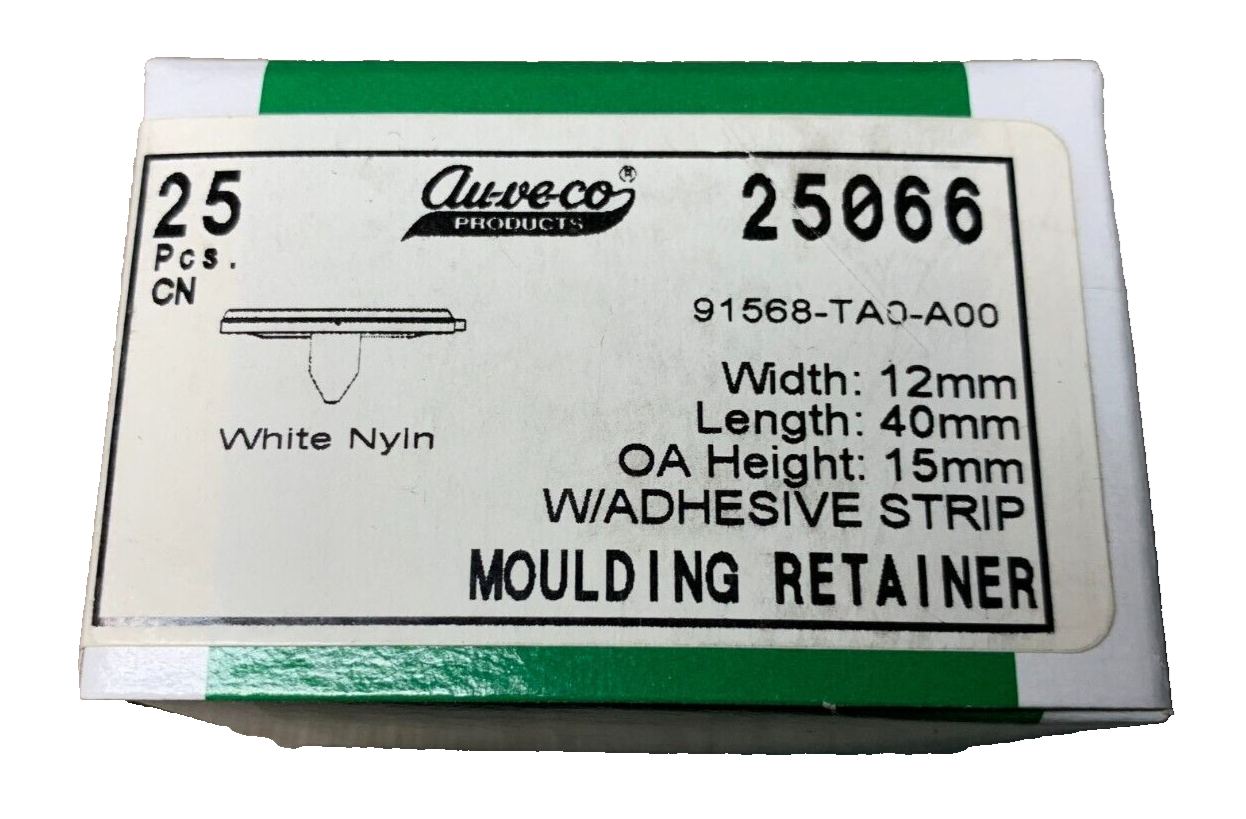 25
Pcs.
CN
au-ve-co®
PRODUCTS
25066
91568-TA0-A00
White Nyln
Width: 12mm
Length: 40mm
OA Height: 15mm
W/ADHESIVE STRIP
MOULDING RETAINER